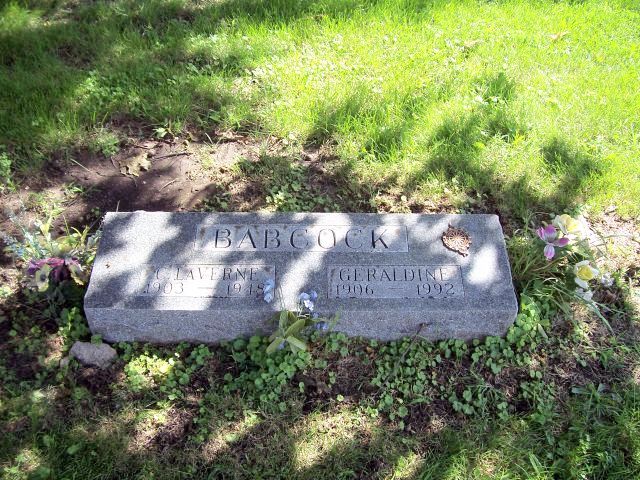 BABCOCK
C. LAVERNE
1903 — 1948
GERALDINE
1906 — 1992